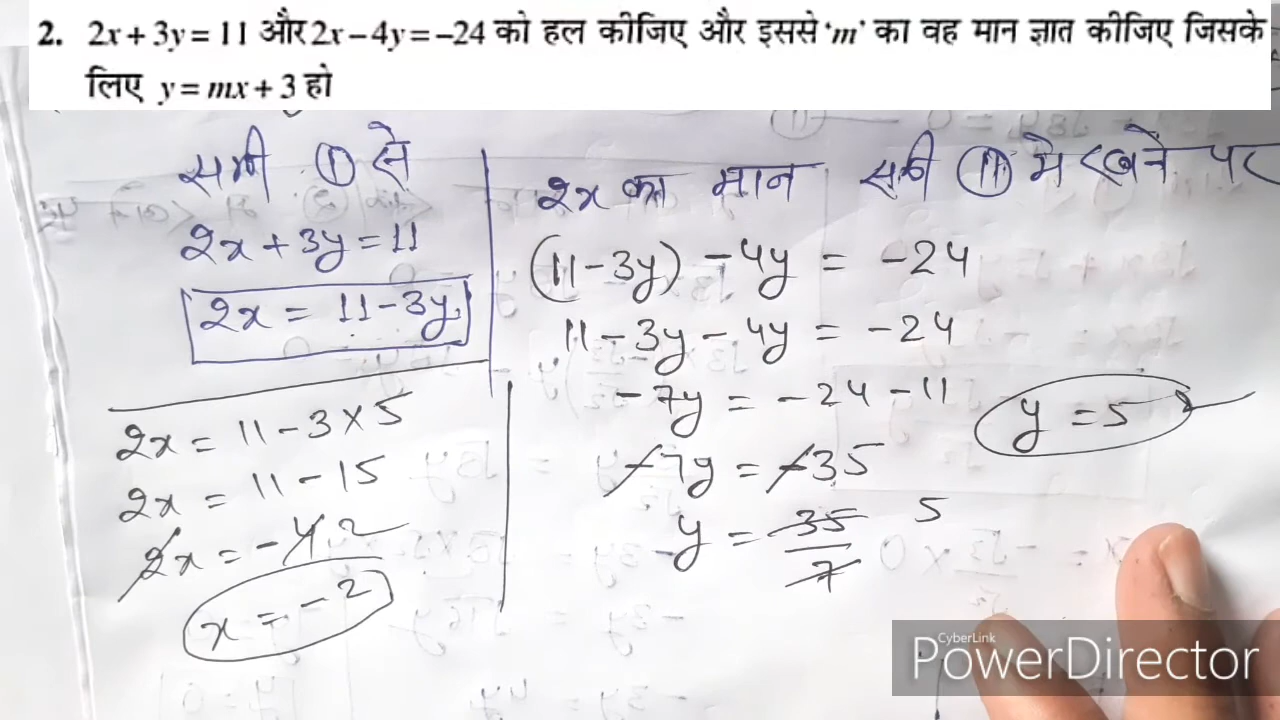 2. 2x + 3y = 11 और 2x – 4y = –24 को हल कीजिए और इससे ‘m’ का वह मान ज्ञात कीजिए जिसके
लिए y = mx + 3 हो
समी ① से
2x + 3y = 11
2x = 11 - 3y
2x = 11 - 3 × 5
2x = 11 - 15
2x = -4 2
x = -2
2x का मान समी ⑪ मे रखने पर
(11 - 3y) - 4y = -24
11 - 3y - 4y = -24
-7y = -24 - 11
-7y = -35
y = 35/7 5
y = 5
CyberLink
PowerDirector